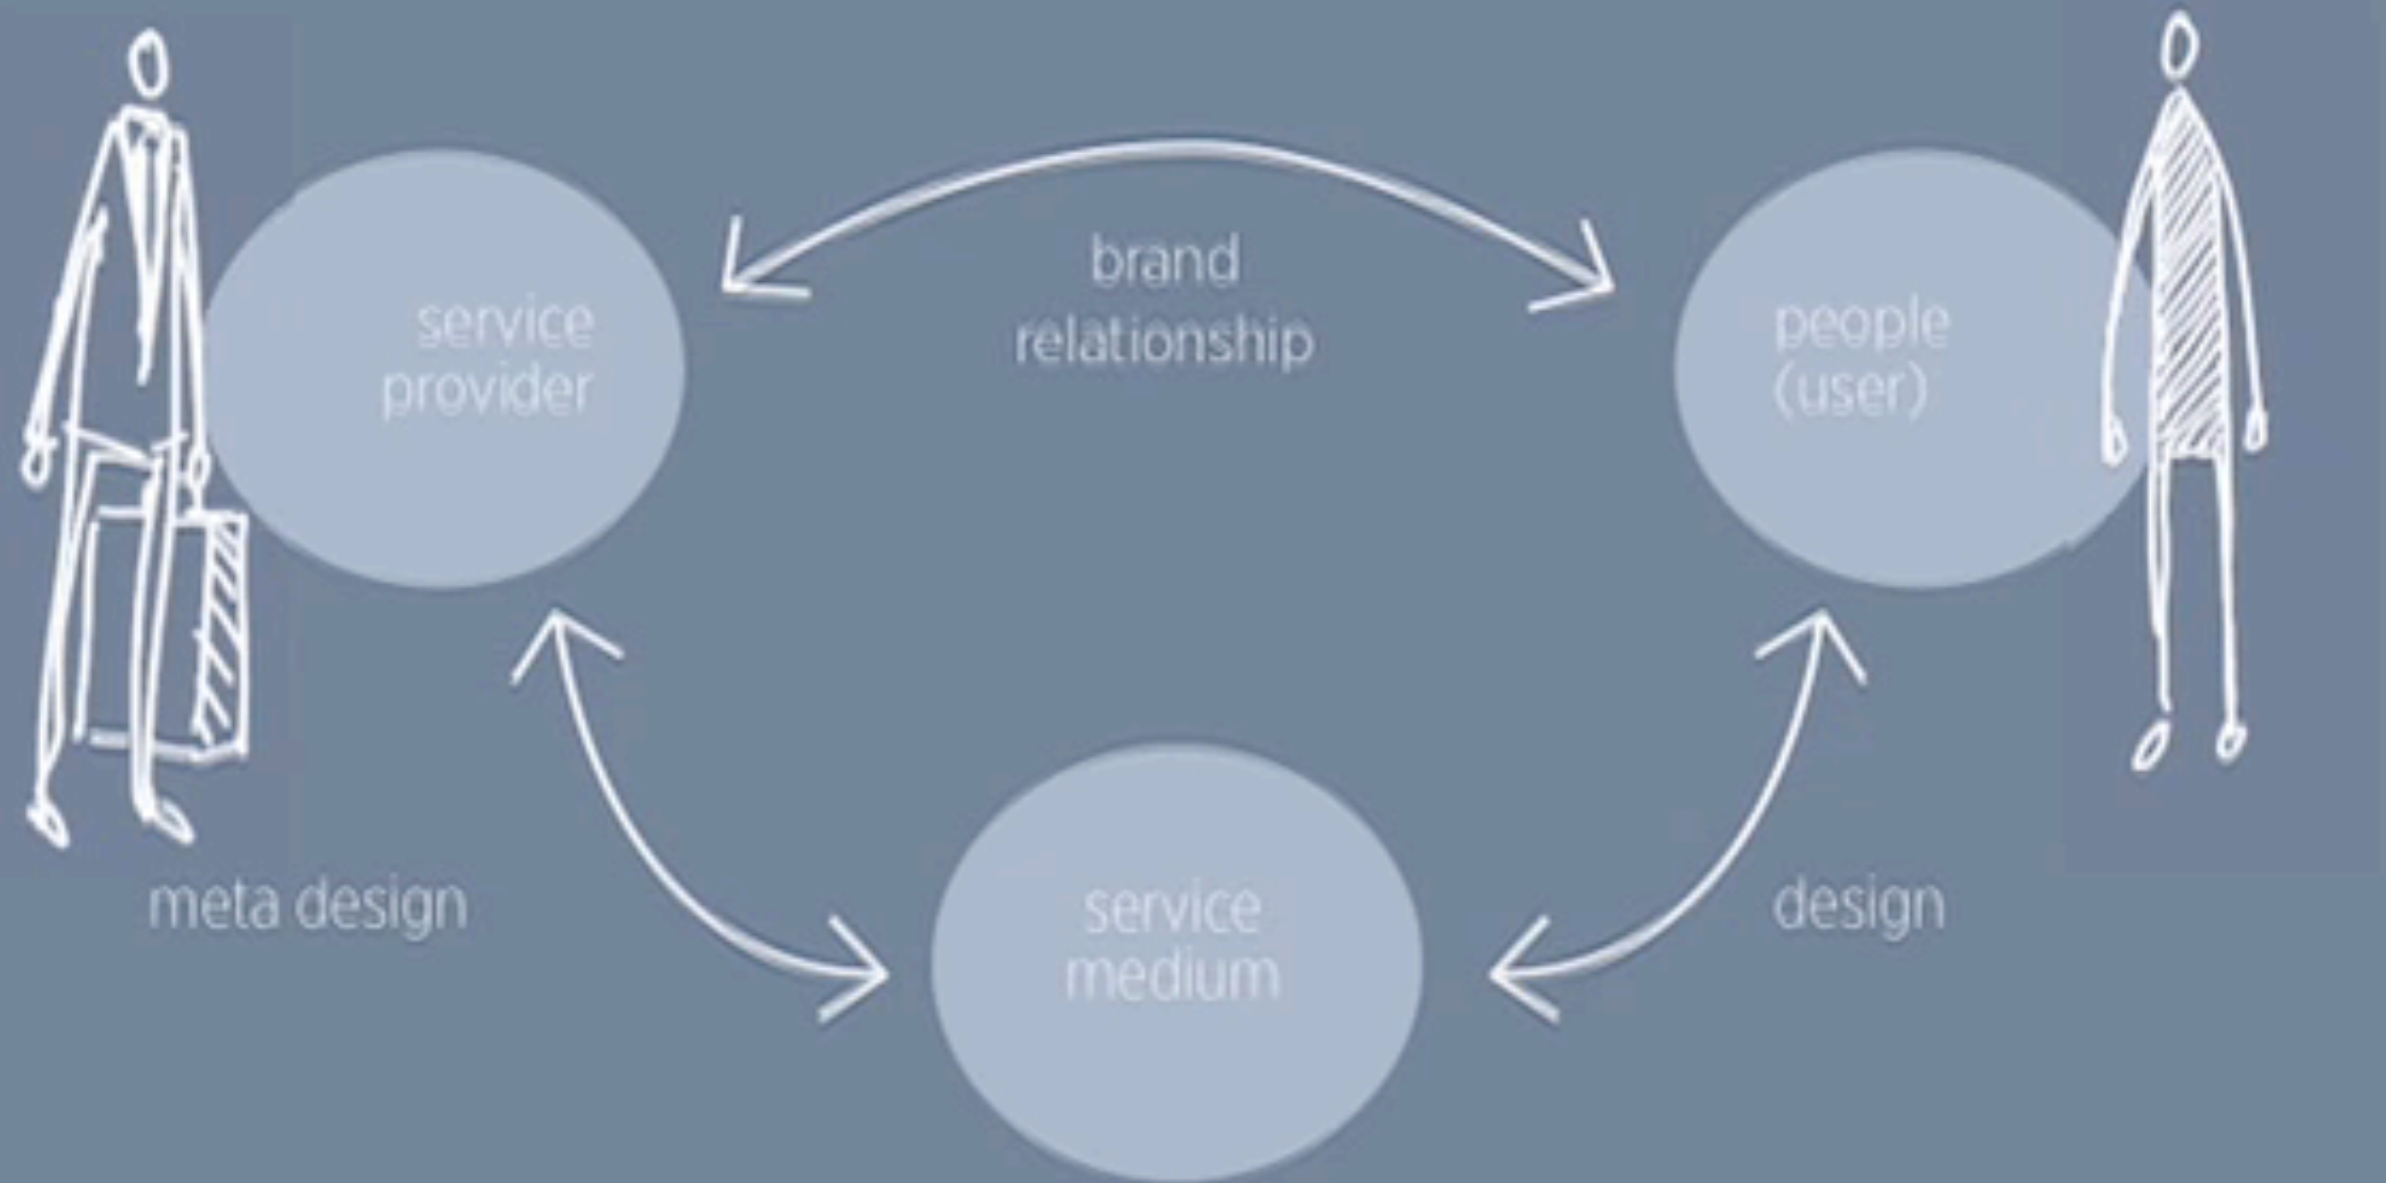 brand
relationship
service
provider
people
(user)
meta design
service
medium
design